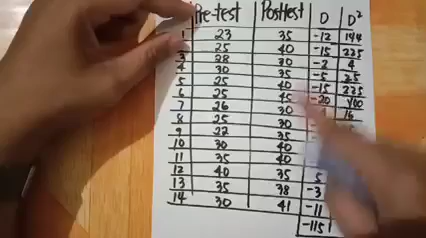 Pre-test Posttest D D²
1 23 35 -12 144
2 25 40 -15 225
3 28 30 -2 4
4 30 35 -5 25
5 25 40 -15 225
6 25 45 -20 400
7 26 30 16
8 25 30
9 22 35
10 30 40
11 35 40
12 40 35 5
13 35 38 -3
14 30 41 -11
-115